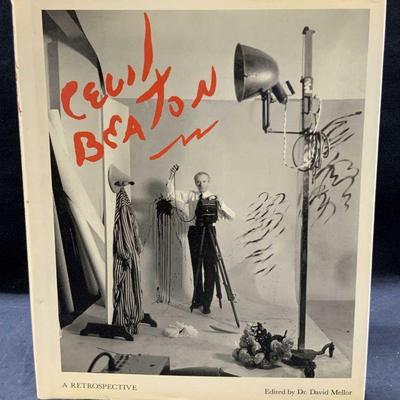 CECIL
BEATON
A RETROSPECTIVE
Edited by Dr. David Mellor